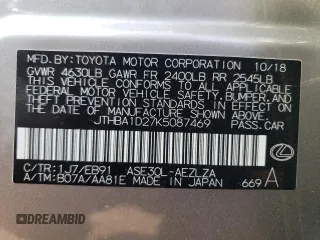 MFD.BY: TOYOTA MOTOR CORPORATION 10/18
GVWR 4630LB GAWR FR 2400LB RR 2545LB
THIS VEHICLE CONFORMS TO ALL APPLICABLE
FEDERAL MOTOR VEHICLE SAFETY, BUMPER, AND
THEFT PREVENTION STANDARDS IN EFFECT ON THE
DATE OF MANUFACTURE SHOWN ABOVE.
JTHBA1D27K5087469 PASS. CAR
C/TR: 1J7/EB91 ASE30L-AEZLZA
A/TM: B07A/AA81E MADE IN JAPAN 669 A
DIDBRAMID